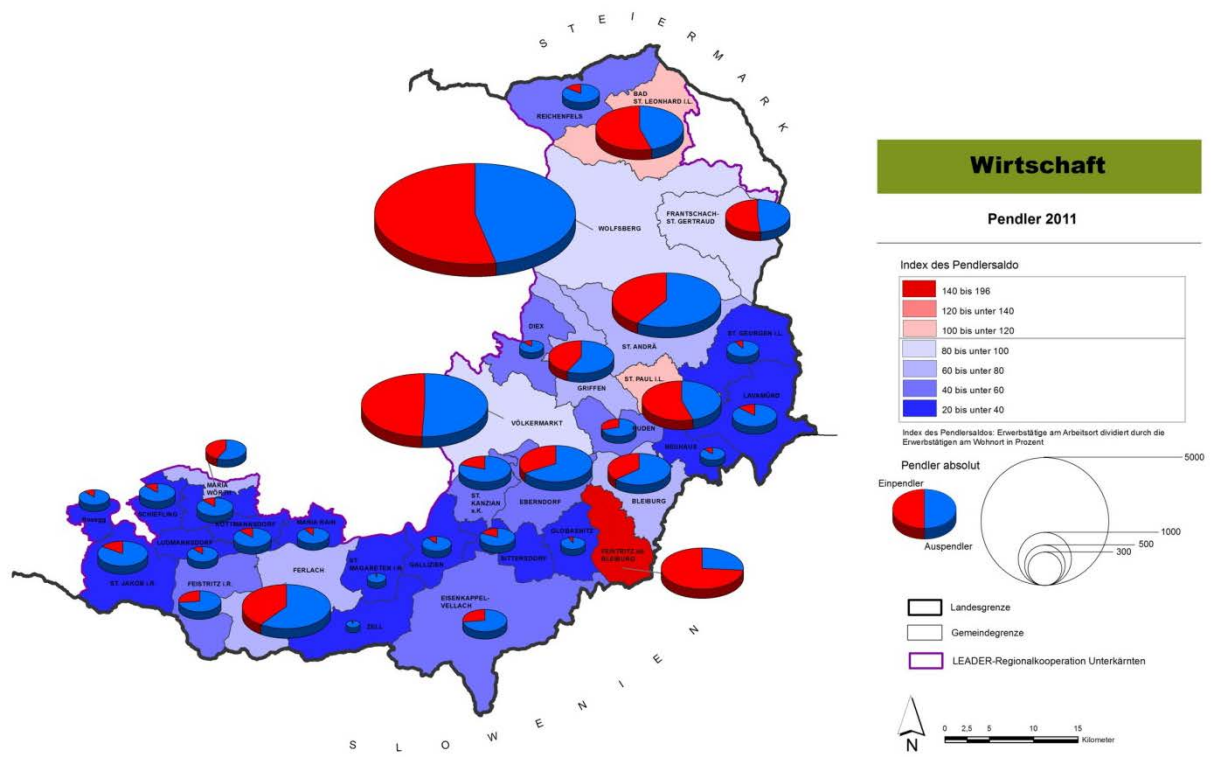 STEIERMARK
BAD
ST. LEONHARD I.L.
REICHENFELS
FRANTSCHACH-
ST. GERTRAUD
WOLFSBERG
DIEX
ST. GEORGEN I.L.
ST. ANDRÄ
GRIFFEN
ST. PAUL I.L.
LAVAMÜND
VÖLKERMARKT
RUDEN
NEUHAUS
MARIA
WÖRTH
ST.
KANZIAN
a.K.
EBERNDORF
BLEIBURG
Rosegg
SCHIEFLING
KÖTTMANNSDORF
MARIA RAIN
LUDMANNSDORF
GLOBASNITZ
FEISTRITZ OB
BLEIBURG
ST. JAKOB i.R.
FEISTRITZ I.R.
FERLACH
ST.
MAGARETEN I.R.
GALLIZIEN
SITTERSDORF
EISENKAPPEL-
VELLACH
ZELL
SLOWENIEN
Wirtschaft
Pendler 2011
Index des Pendlersaldo
140 bis 196
120 bis unter 140
100 bis unter 120
80 bis unter 100
60 bis unter 80
40 bis unter 60
20 bis unter 40
Index des Pendlersaldos: Erwerbstätige am Arbeitsort dividiert durch die
Erwerbstätigen am Wohnort in Prozent
Pendler absolut
Einpendler
Auspendler
5000
1000
500
300
Landesgrenze
Gemeindegrenze
LEADER-Regionalkooperation Unterkärnten
N
0 2,5 5 10 15
Kilometer